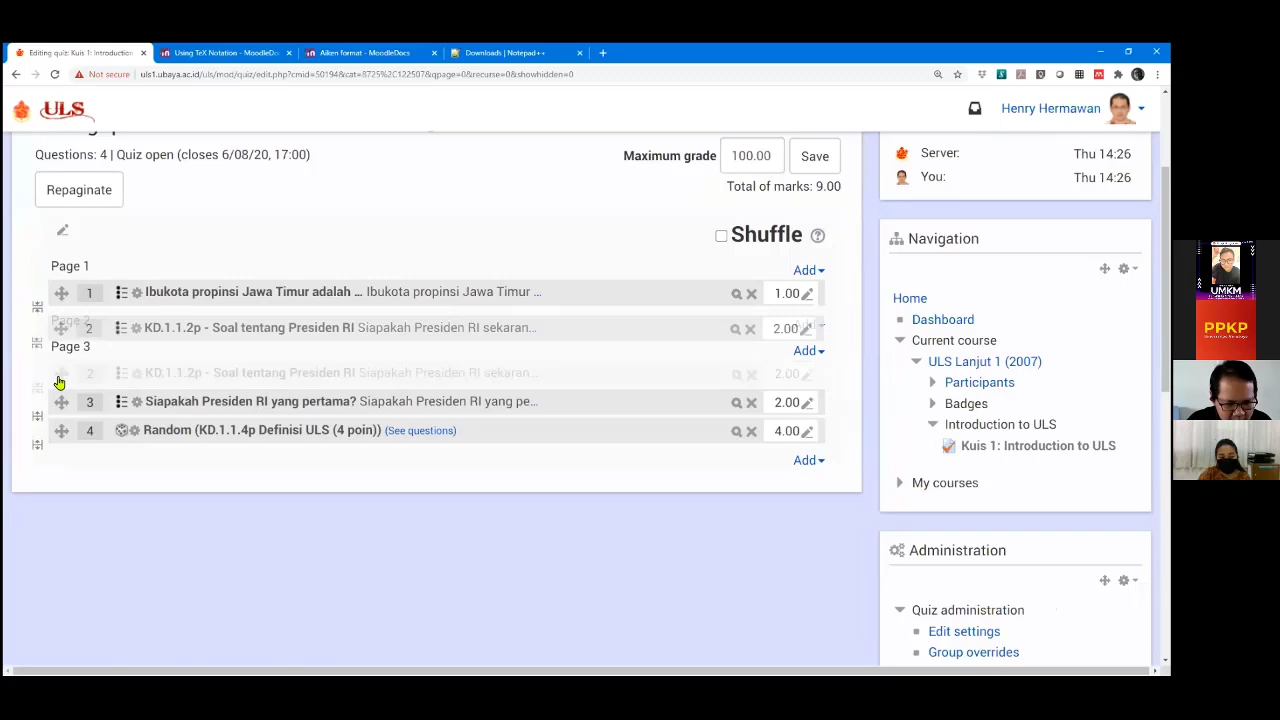 Editing quiz: Kuis 1: Introduction
Using TeX Notation - MoodleDo
Aiken format - MoodleDocs
Downloads | Notepad++
Not secure
uls1.ubaya.ac.id/uls/mod/quiz/edit.php?cmid=50194&cat=8725%2C122507&qpage=0&recurse=0&showhidden=0
ULS
Henry Hermawan
Questions: 4 | Quiz open (closes 6/08/20, 17:00)
Maximum grade 100.00 Save
Total of marks: 9.00
Repaginate
Shuffle
Page 1
Add
1 Ibukota propinsi Jawa Timur adalah ... Ibukota propinsi Jawa Timur ... 1.00
Page 2
2 KD.1.1.2p - Soal tentang Presiden RI Siapakah Presiden RI sekaran... 2.00
Page 3
Add
2 KD.1.1.2p - Soal tentang Presiden RI Siapakah Presiden RI sekaran... 2.00
3 Siapakah Presiden RI yang pertama? Siapakah Presiden RI yang pe... 2.00
4 Random (KD.1.1.4p Definisi ULS (4 poin)) (See questions) 4.00
Add
Server: Thu 14:26
You: Thu 14:26
Navigation
Home
Dashboard
Current course
ULS Lanjut 1 (2007)
Participants
Badges
Introduction to ULS
Kuis 1: Introduction to ULS
My courses
Administration
Quiz administration
Edit settings
Group overrides
UMKM
PPKP